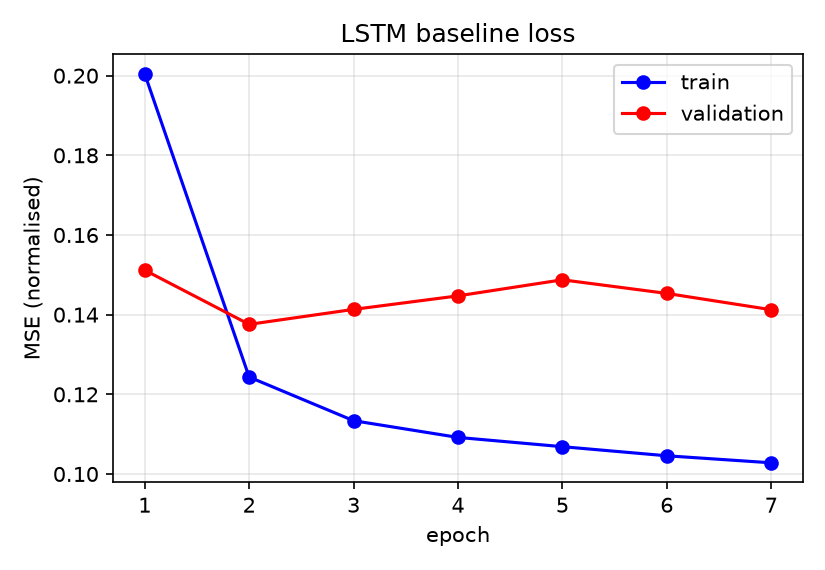 LSTM baseline loss
train
validation
MSE (normalised)
0.20
0.18
0.16
0.14
0.12
0.10
1 2 3 4 5 6 7
epoch